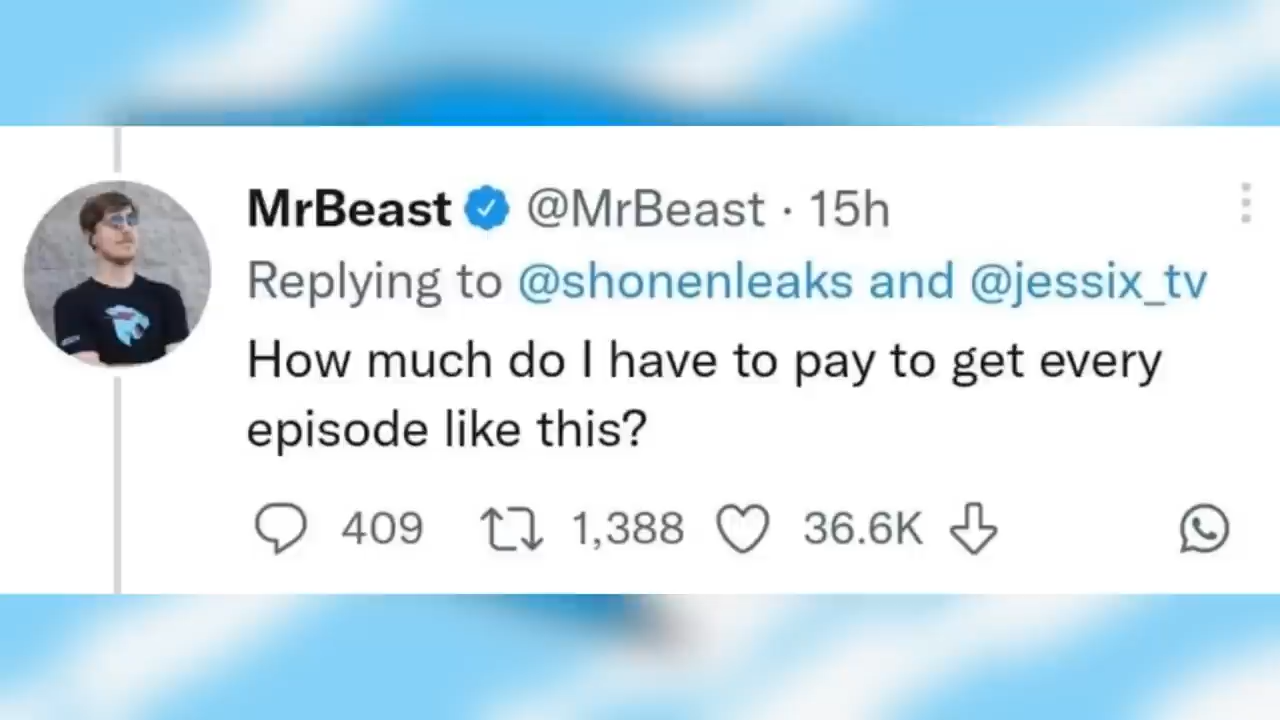 MrBeast @MrBeast · 15h
Replying to @shonenleaks and @jessix_tv
How much do I have to pay to get every
episode like this?
409 1,388 36.6K